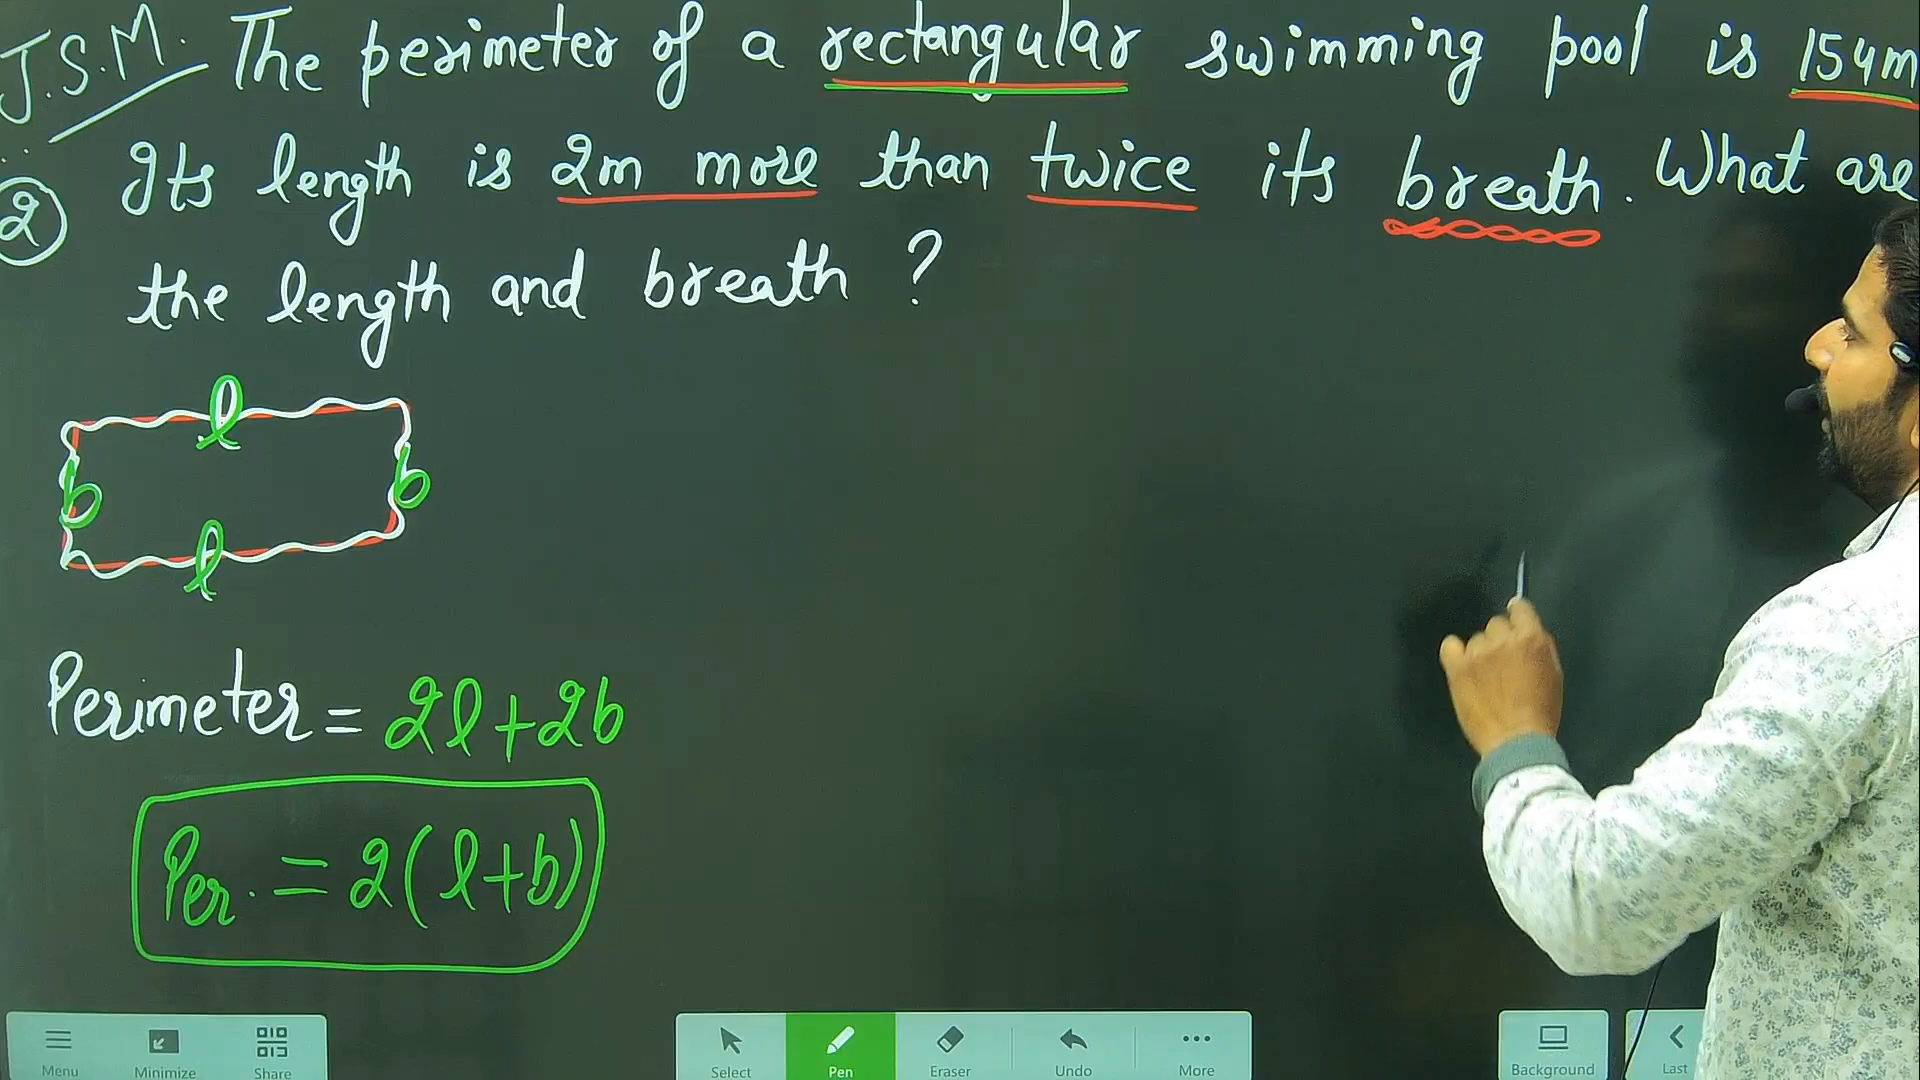 J.S.M. The perimeter of a rectangular swimming pool is 154m
② Its length is 2m more than twice its breath. What are
the length and breath ?
l
b b
l
Perimeter = 2l+2b
Per. = 2(l+b)
Menu Minimize Share Select Pen Eraser Undo More Background Last